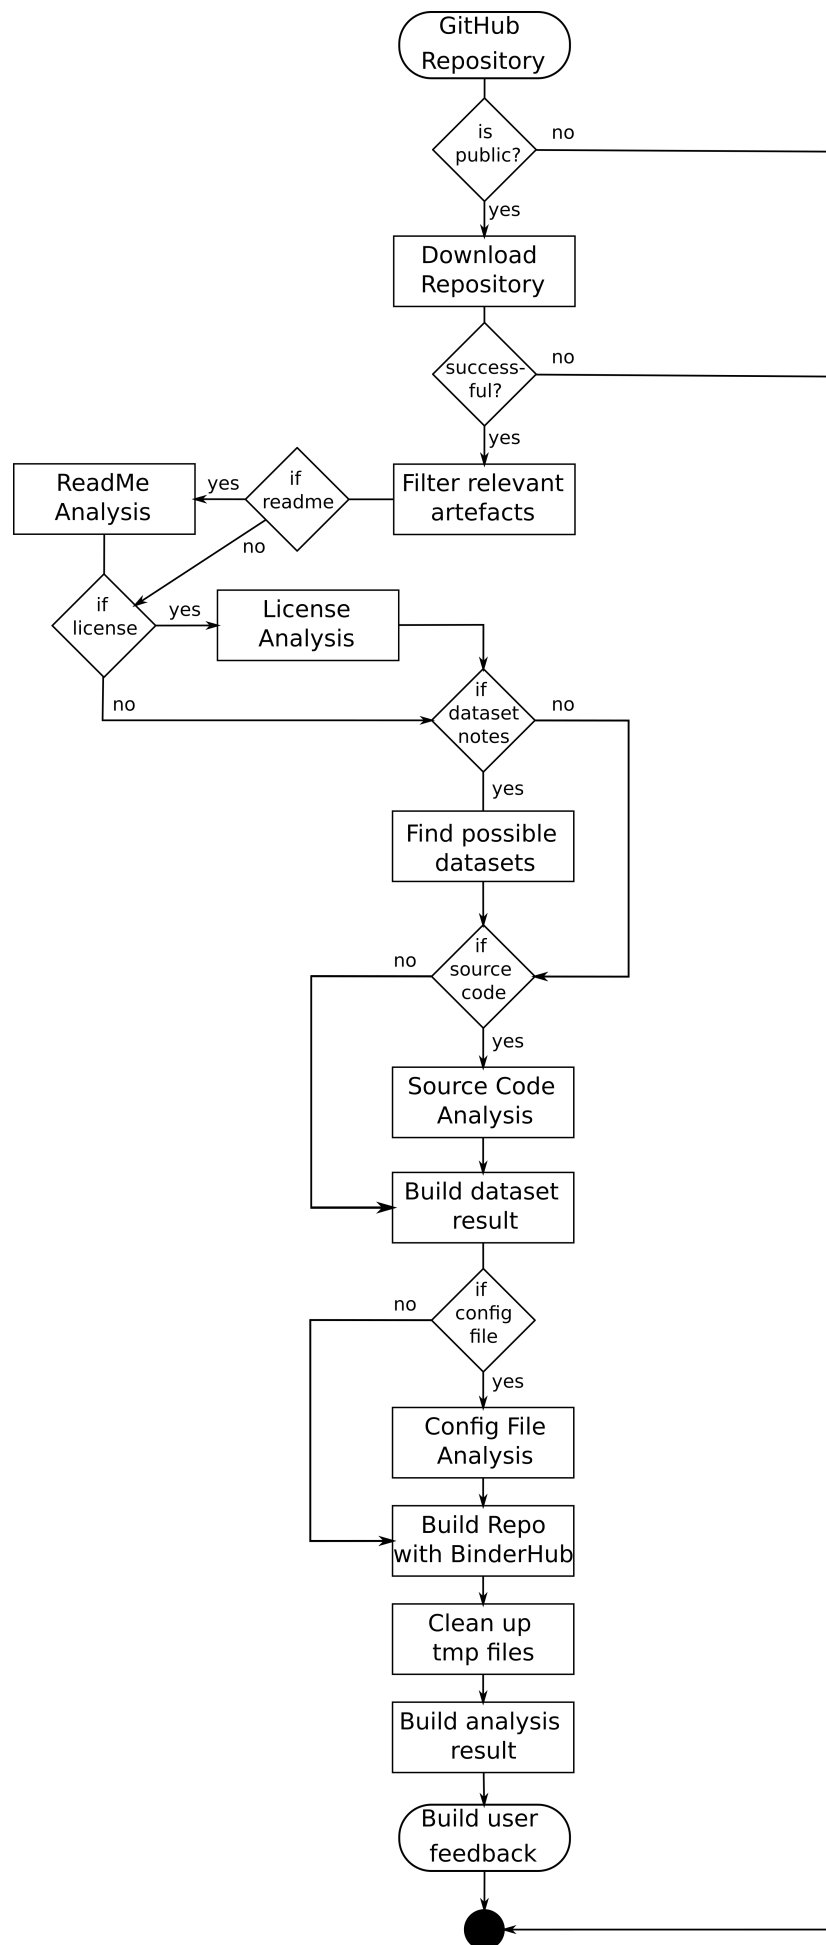 GitHub
Repository
is
public?
no
yes
Download
Repository
success-
ful?
no
yes
Filter relevant
artefacts
if
readme
yes
no
ReadMe
Analysis
if
license
yes
no
License
Analysis
if
dataset
notes
no
yes
Find possible
datasets
if
source
code
no
yes
Source Code
Analysis
Build dataset
result
if
config
file
no
yes
Config File
Analysis
Build Repo
with BinderHub
Clean up
tmp files
Build analysis
result
Build user
feedback